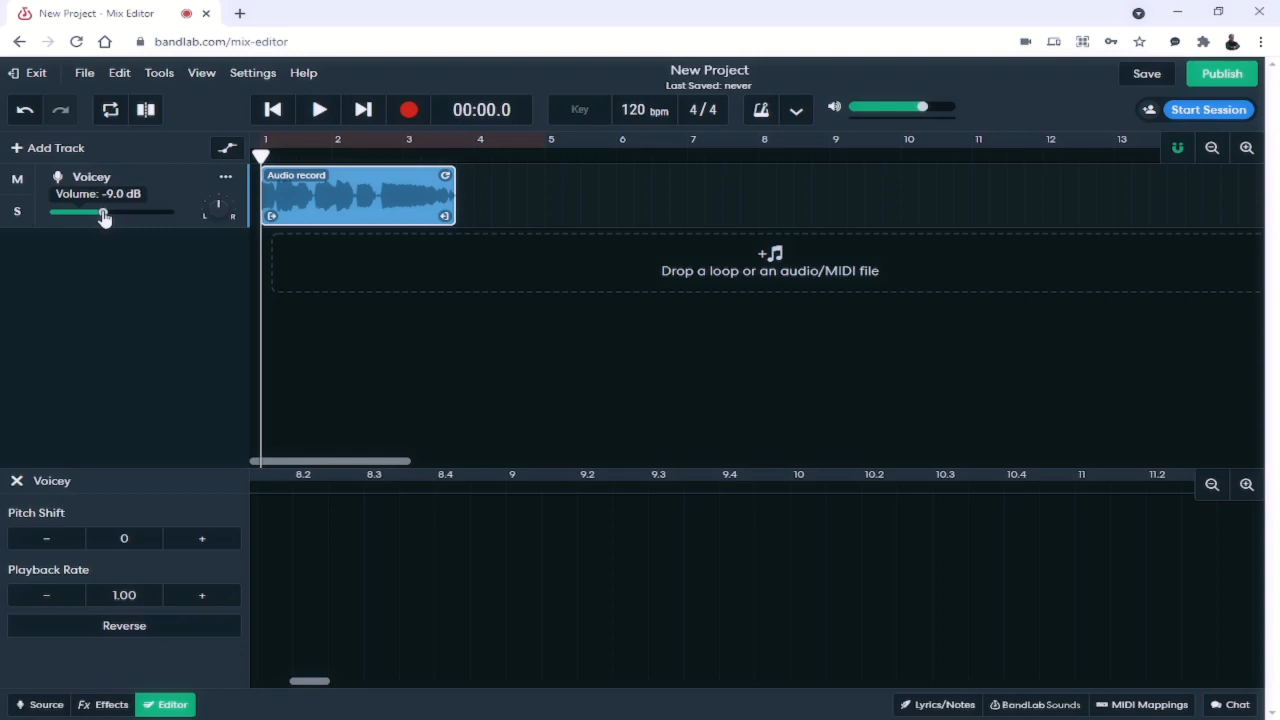 New Project - Mix Editor
bandlab.com/mix-editor
Exit File Edit Tools View Settings Help
New Project
Last Saved: never
Save Publish
00:00.0 Key 120 bpm 4/4 Start Session
+ Add Track
1 2 3 4 5 6 7 8 9 10 11 12 13
M Voicey ...
Volume: -9.0 dB
S L R
Audio record
Drop a loop or an audio/MIDI file
Voicey
8.2 8.3 8.4 9 9.2 9.3 9.4 10 10.2 10.3 10.4 11 11.2
Pitch Shift
- 0 +
Playback Rate
- 1.00 +
Reverse
Source Fx Effects Editor Lyrics/Notes BandLab Sounds MIDI Mappings Chat